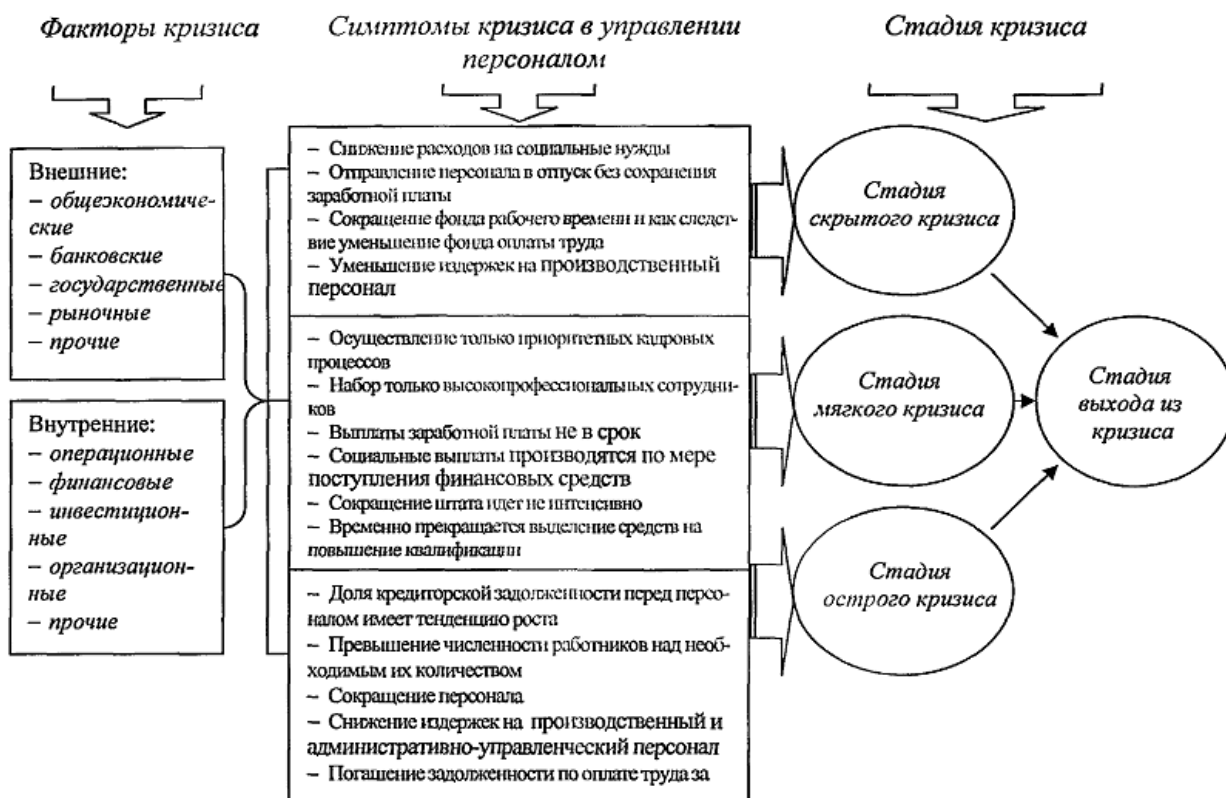 Факторы кризиса
Симптомы кризиса в управлении
персоналом
Стадия кризиса
Внешние:
– общеэкономиче-
ские
– банковские
– государственные
– рыночные
– прочие
Внутренние:
– операционные
– финансовые
– инвестицион-
ные
– организацион-
ные
– прочие
– Снижение расходов на социальные нужды
– Отправление персонала в отпуск без сохранения
заработной платы
– Сокращение фонда рабочего времени и как следст-
вие уменьшение фонда оплаты труда
– Уменьшение издержек на производственный
персонал
– Осуществление только приоритетных кадровых
процессов
– Набор только высокопрофессиональных сотрудни-
ков
– Выплаты заработной платы не в срок
– Социальные выплаты производятся по мере
поступления финансовых средств
– Сокращение штата идет не интенсивно
– Временно прекращается выделение средств на
повышение квалификации
– Доля кредиторской задолженности перед персо-
налом имеет тенденцию роста
– Превышение численности работников над необ-
ходимым их количеством
– Сокращение персонала
– Снижение издержек на производственный и
административно-управленческий персонал
– Погашение задолженности по оплате труда за
Стадия
скрытого кризиса
Стадия
мягкого кризиса
Стадия
острого кризиса
Стадия
выхода из
кризиса